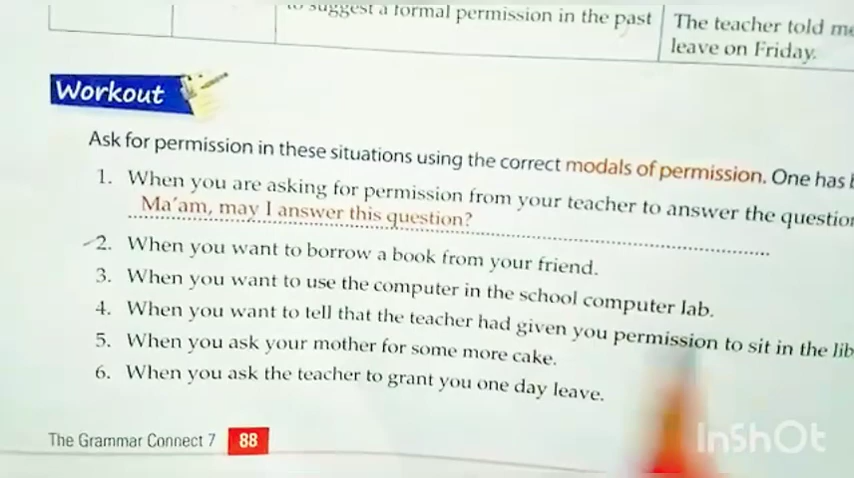 to suggest a formal permission in the past
The teacher told me
leave on Friday.
Workout
Ask for permission in these situations using the correct modals of permission. One has
1. When you are asking for permission from your teacher to answer the question
Ma'am, may I answer this question?
2. When you want to borrow a book from your friend.
3. When you want to use the computer in the school computer lab.
4. When you want to tell that the teacher had given you permission to sit in the lib
5. When you ask your mother for some more cake.
6. When you ask the teacher to grant you one day leave.
The Grammar Connect 7 88
InShOt